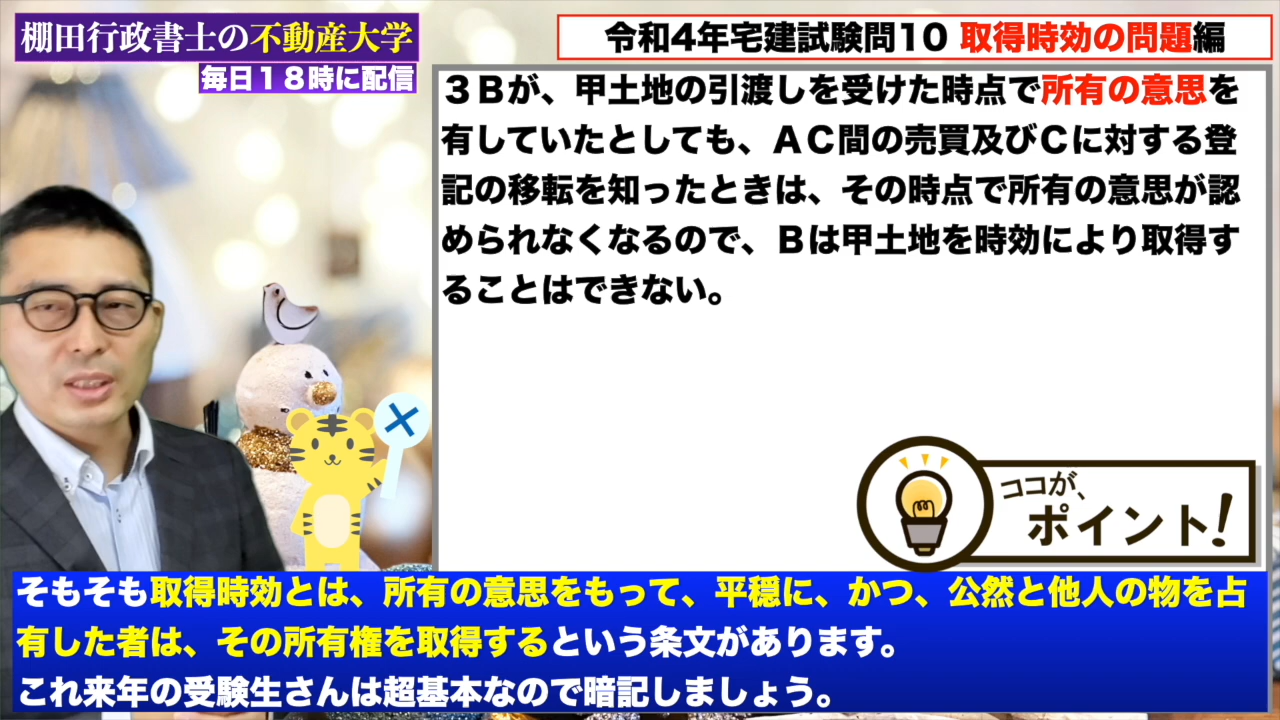 棚田行政書士の不動産大学
毎日１８時に配信
令和4年宅建試験問10 取得時効の問題編
３Ｂが、甲土地の引渡しを受けた時点で所有の意思を
有していたとしても、ＡＣ間の売買及びＣに対する登
記の移転を知ったときは、その時点で所有の意思が認
められなくなるので、Ｂは甲土地を時効により取得す
ることはできない。
ココが、
ポイント!
そもそも取得時効とは、所有の意思をもって、平穏に、かつ、公然と他人の物を占
有した者は、その所有権を取得するという条文があります。
これ来年の受験生さんは超基本なので暗記しましょう。